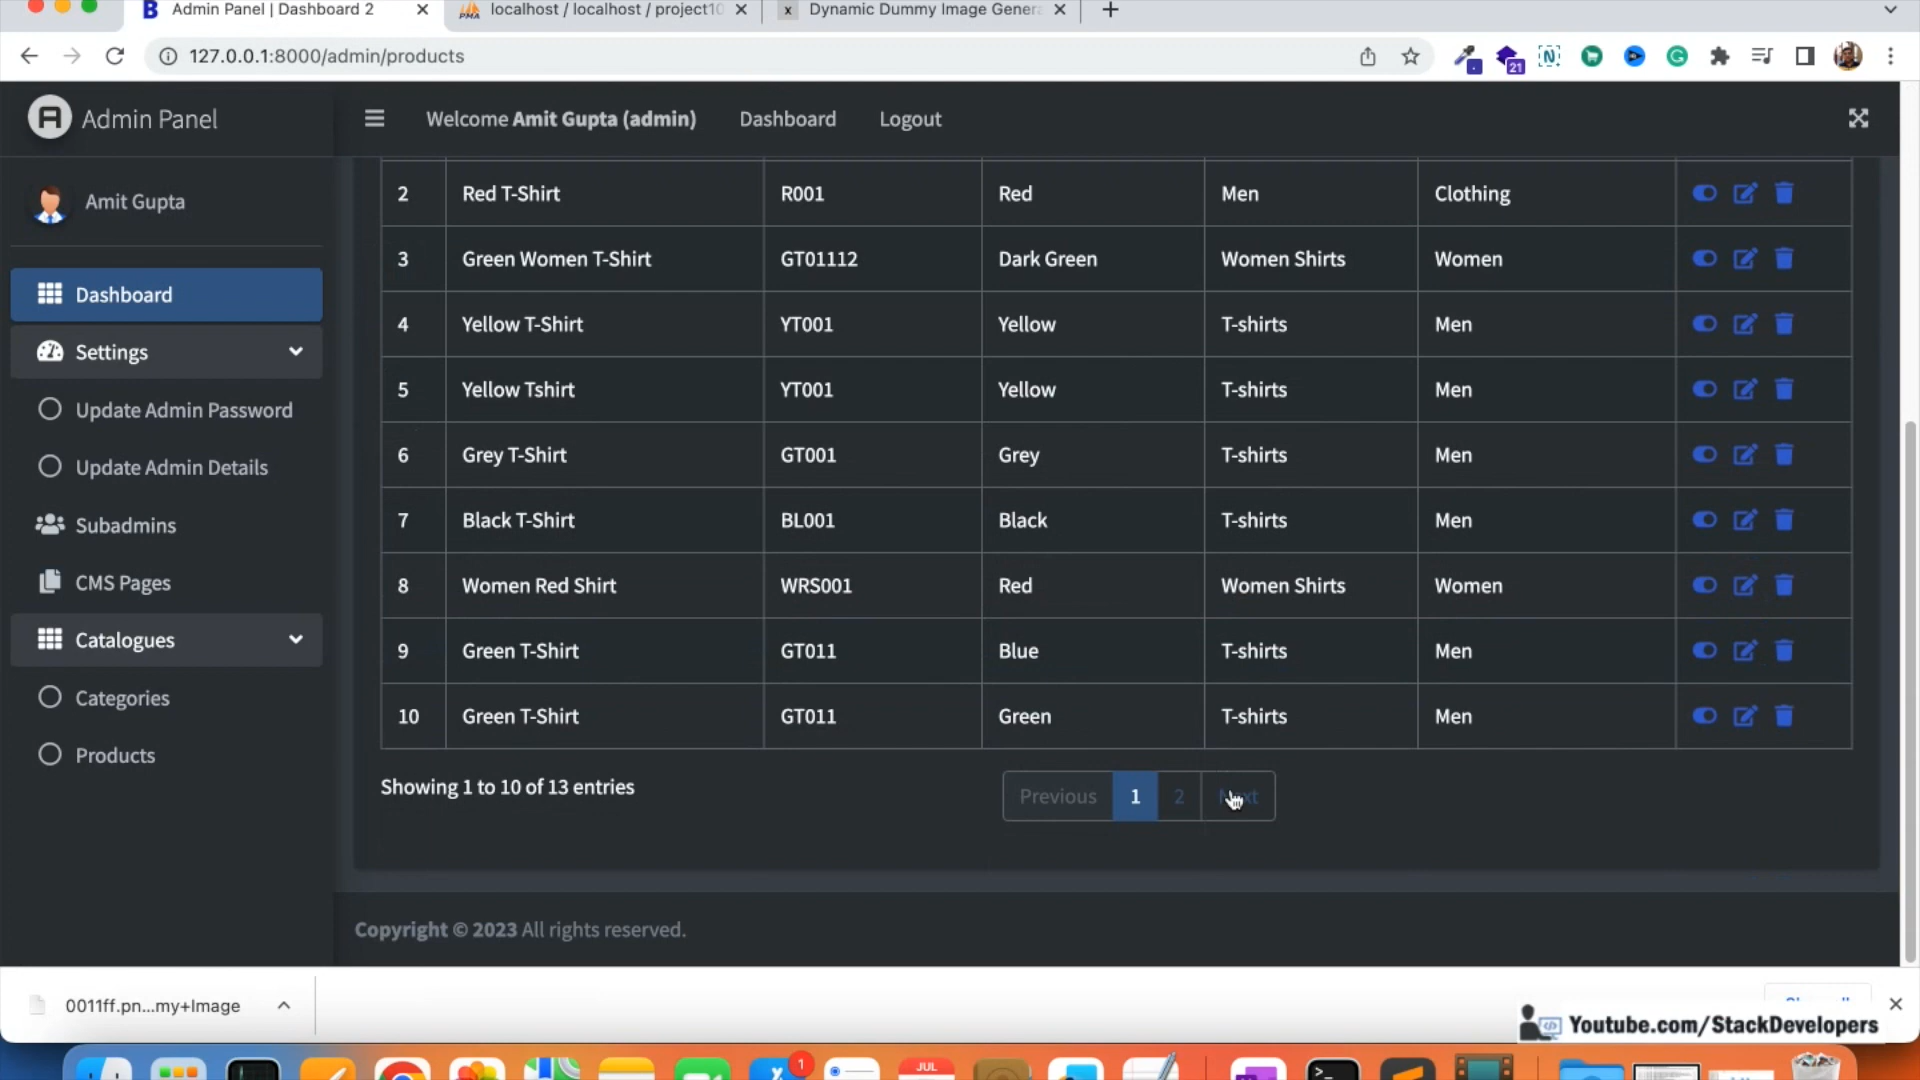 Admin Panel | Dashboard 2
localhost / localhost / project10
Dynamic Dummy Image Gener
127.0.0.1:8000/admin/products
21
Admin Panel
Welcome Amit Gupta (admin) Dashboard Logout
Amit Gupta
Dashboard
Settings
Update Admin Password
Update Admin Details
Subadmins
CMS Pages
Catalogues
Categories
Products
2 Red T-Shirt R001 Red Men Clothing
3 Green Women T-Shirt GT01112 Dark Green Women Shirts Women
4 Yellow T-Shirt YT001 Yellow T-shirts Men
5 Yellow Tshirt YT001 Yellow T-shirts Men
6 Grey T-Shirt GT001 Grey T-shirts Men
7 Black T-Shirt BL001 Black T-shirts Men
8 Women Red Shirt WRS001 Red Women Shirts Women
9 Green T-Shirt GT011 Blue T-shirts Men
10 Green T-Shirt GT011 Green T-shirts Men
Showing 1 to 10 of 13 entries
Previous 1 2 Next
Copyright © 2023 All rights reserved.
0011ff.pn...my+Image
Youtube.com/StackDevelopers
1
JUL